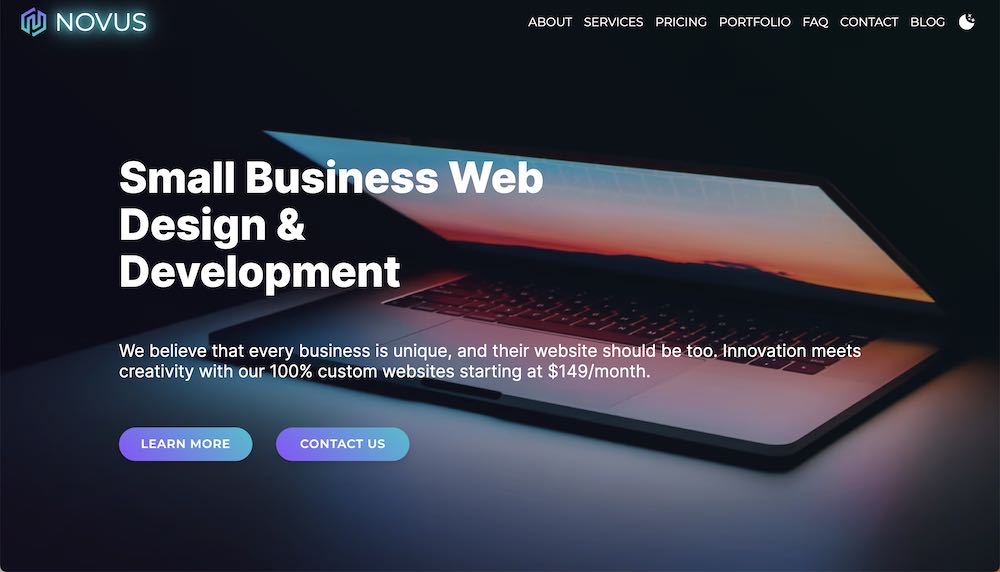 NOVUS
ABOUT SERVICES PRICING PORTFOLIO FAQ CONTACT BLOG
Small Business Web
Design &
Development
We believe that every business is unique, and their website should be too. Innovation meets
creativity with our 100% custom websites starting at $149/month.
LEARN MORE CONTACT US